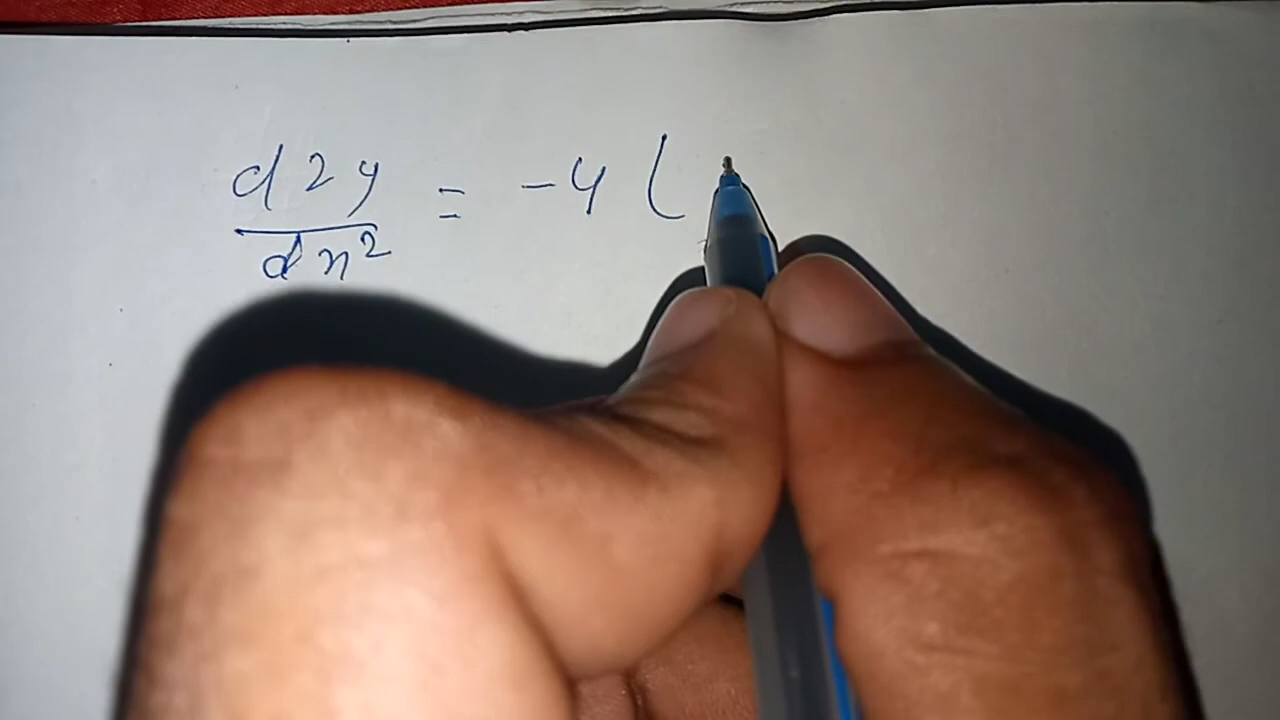 d2y/dx² = -4 (